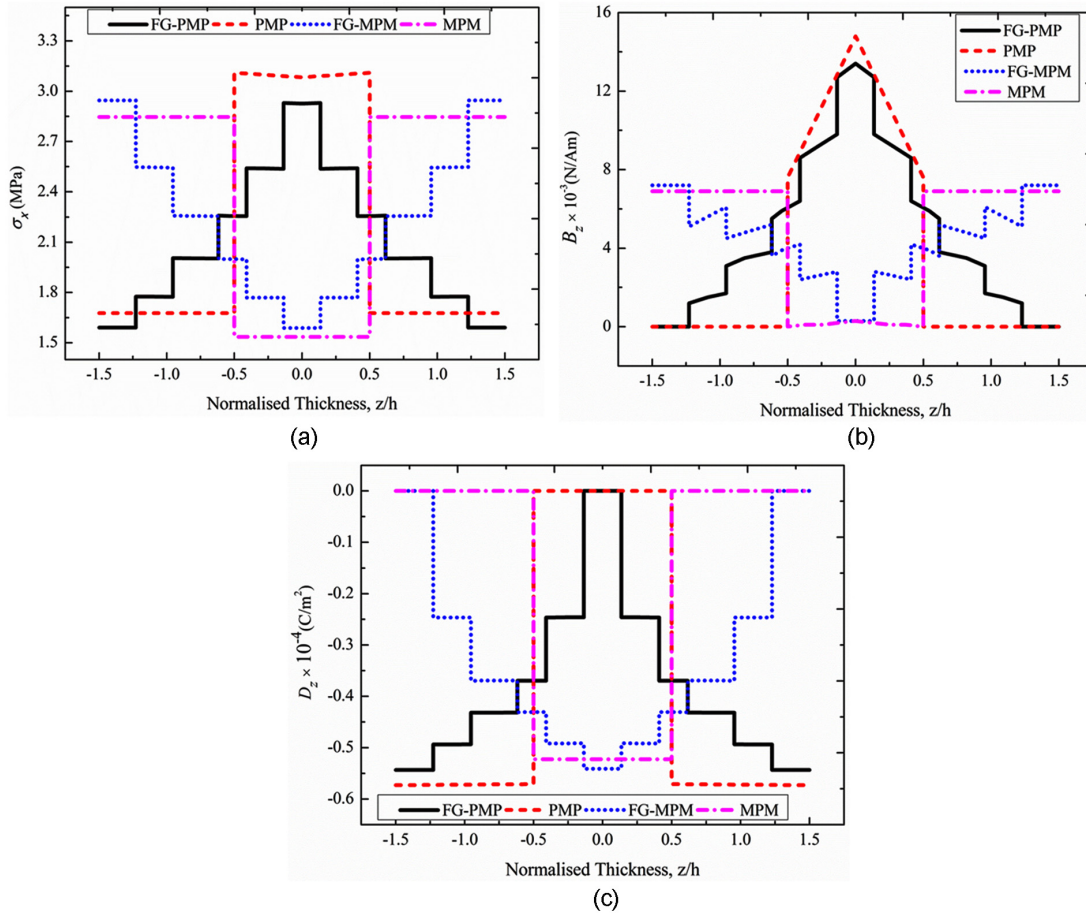 FG-PMP PMP FG-MPM MPM
3.3
3.0
2.7
2.4
2.1
1.8
1.5
σx (MPa)
-1.5 -1.0 -0.5 0.0 0.5 1.0 1.5
Normalised Thickness, z/h
(a)
FG-PMP
PMP
FG-MPM
MPM
16
12
8
4
0
Bz × 10-3(N/Am)
-1.5 -1.0 -0.5 0.0 0.5 1.0 1.5
Normalised Thickness, z/h
(b)
0.0
-0.1
-0.2
-0.3
-0.4
-0.5
-0.6
Dz × 10-4(C/m2)
FG-PMP PMP FG-MPM MPM
-1.5 -1.0 -0.5 0.0 0.5 1.0 1.5
Normalised Thickness, z/h
(c)